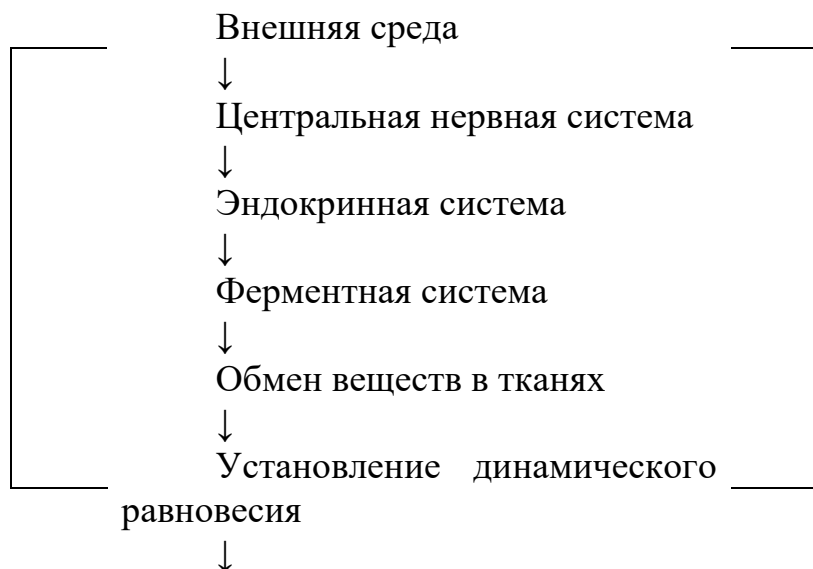 Внешняя среда
↓
Центральная нервная система
↓
Эндокринная система
↓
Ферментная система
↓
Обмен веществ в тканях
↓
Установление динамического
равновесия
↓